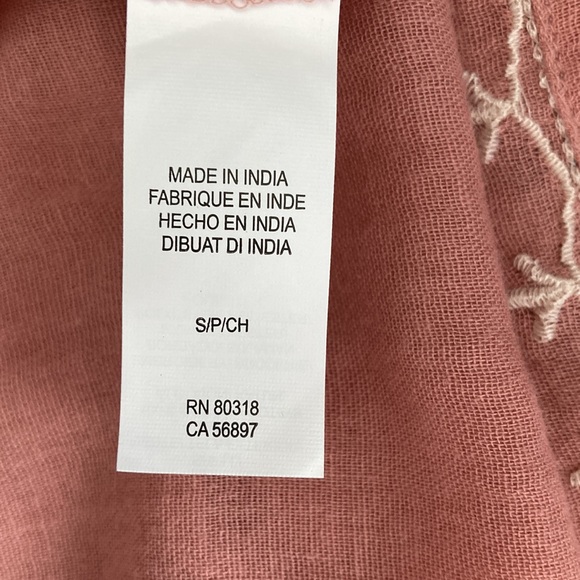 MADE IN INDIA
FABRIQUE EN INDE
HECHO EN INDIA
DIBUAT DI INDIA
S/P/CH
RN 80318
CA 56897